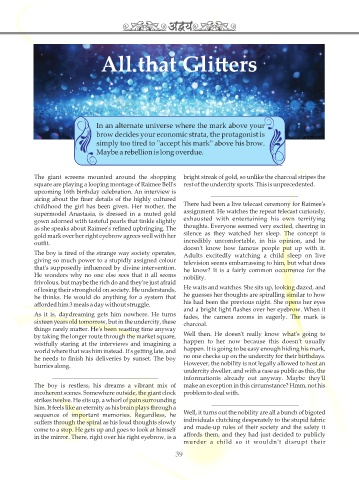 अद्वैत
All that Glitters
In an alternate universe where the mark above your
brow decides your economic strata, the protagonist is
simply too tired to "accept his mark" above his brow.
Maybe a rebellion is long overdue.
The giant screens mounted around the shopping
square are playing a looping montage of Raimee Bell's
upcoming 16th birthday celebration. An interview is
airing about the finer details of the highly cultured
childhood the girl has been given. Her mother, the
supermodel Anastasia, is dressed in a muted gold
gown adorned with tasteful pearls that tinkle slightly
as she speaks about Raimee's refined upbringing. The
gold mark over her right eyebrow agrees well with her
outfit.
The boy is tired of the strange way society operates,
giving so much power to a stupidly assigned colour
that's supposedly influenced by divine intervention.
He wonders why no one else sees that it all seems
frivolous, but maybe the rich do and they're just afraid
of losing their stronghold on society. He understands,
he thinks. He would do anything for a system that
afforded him 3 meals a day without struggle.
As it is, daydreaming gets him nowhere. He turns
sixteen years old tomorrow, but in the undercity, these
things rarely matter. He's been wasting time anyway
by taking the longer route through the market square,
wistfully staring at the interviews and imagining a
world where that was him instead. It's getting late, and
he needs to finish his deliveries by sunset. The boy
hurries along.
The boy is restless, his dreams a vibrant mix of
incoherent scenes. Somewhere outside, the giant clock
strikes twelve. He sits up, a whorl of pain surrounding
him. It feels like an eternity as his brain plays through a
sequence of important memories. Regardless, he
suffers through the spiral as his loud thoughts slowly
come to a stop. He gets up and goes to look at himself
in the mirror. There, right over his right eyebrow, is a
bright streak of gold, so unlike the charcoal stripes the
rest of the undercity sports. This is unprecedented.
There had been a live telecast ceremony for Raimee's
assignment. He watches the repeat telecast curiously,
exhausted with entertaining his own terrifying
thoughts. Everyone seemed very excited, cheering in
silence as they watched her sleep. The concept is
incredibly uncomfortable, in his opinion, and he
doesn't know how famous people put up with it.
Adults excitedly watching a child sleep on live
television seems embarrassing to him, but what does
he know? It is a fairly common occurrence for the
nobility.
He waits and watches. She sits up, looking dazed, and
he guesses her thoughts are spiralling similar to how
his had been the previous night. She opens her eyes
and a bright light flashes over her eyebrow. When it
fades, the camera zooms in eagerly. The mark is
charcoal.
Well then. He doesn't really know what's going to
happen to her now because this doesn't usually
happen. It is going to be easy enough hiding his mark,
no one checks up on the undercity for their birthdays.
However, the nobility is not legally allowed to host an
undercity dweller, and with a case as public as this, the
information's already out anyway. Maybe they'll
make an exception in this circumstance? Hmm, not his
problem to deal with.
Well, it turns out the nobility are all a bunch of bigoted
individuals clutching desperately to the stupid fabric
and made-up rules of their society and the safety it
affords them, and they had just decided to publicly
murder a child so it wouldn't disrupt their
39